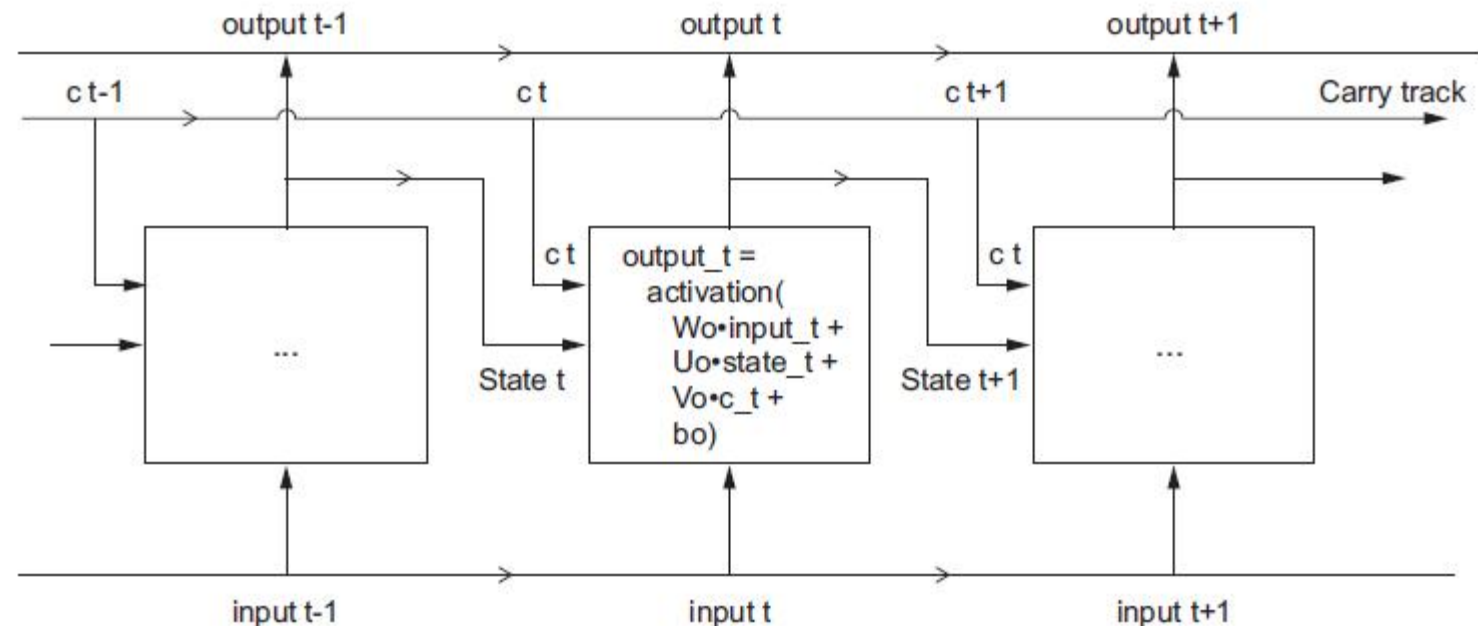 output t-1 output t output t+1
c t-1 c t c t+1 Carry track
c t output_t = c t
activation(
Wo•input_t +
... Uo•state_t + ...
State t Vo•c_t + State t+1
bo)
input t-1 input t input t+1